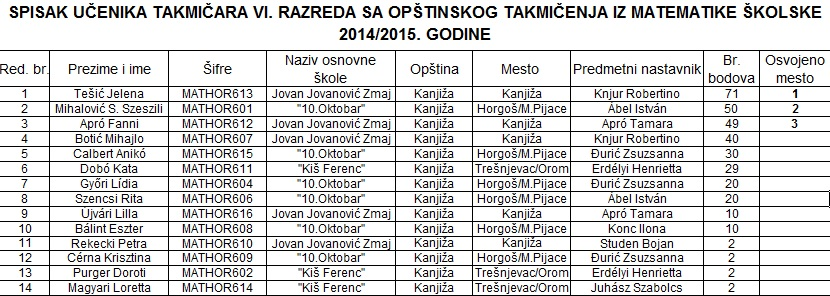 SPISAK UČENIKA TAKMIČARA VI. RAZREDA SA OPŠTINSKOG TAKMIČENJA IZ MATEMATIKE ŠKOLSKE
2014/2015. GODINE
Red. br. Prezime i ime Šifre Naziv osnovne škole Opština Mesto Predmetni nastavnik Br. bodova Osvojeno mesto
1 Tešić Jelena MATHOR613 Jovan Jovanović Zmaj Kanjiža Kanjiža Knjur Robertino 71 1
2 Mihalović S. Szeszili MATHOR601 "10.Oktobar" Kanjiža Horgoš/M.Pijace Ábel István 50 2
3 Apró Fanni MATHOR612 Jovan Jovanović Zmaj Kanjiža Kanjiža Apró Tamara 49 3
4 Botić Mihajlo MATHOR607 Jovan Jovanović Zmaj Kanjiža Kanjiža Knjur Robertino 40
5 Calbert Anikó MATHOR615 "10.Oktobar" Kanjiža Horgoš/M.Pijace Đurić Zsuzsanna 30
6 Dobó Kata MATHOR611 "Kiš Ferenc" Kanjiža Trešnjevac/Orom Erdélyi Henrietta 29
7 Győri Lídia MATHOR604 "10.Oktobar" Kanjiža Horgoš/M.Pijace Đurić Zsuzsanna 20
8 Szencsi Rita MATHOR606 "10.Oktobar" Kanjiža Horgoš/M.Pijace Ábel István 20
9 Ujvári Lilla MATHOR616 Jovan Jovanović Zmaj Kanjiža Kanjiža Apró Tamara 10
10 Bálint Eszter MATHOR608 "10.Oktobar" Kanjiža Horgoš/M.Pijace Konc Ilona 10
11 Rekecki Petra MATHOR610 Jovan Jovanović Zmaj Kanjiža Kanjiža Studen Bojan 2
12 Cérna Krisztina MATHOR609 "10.Oktobar" Kanjiža Horgoš/M.Pijace Đurić Zsuzsanna 2
13 Purger Doroti MATHOR602 "Kiš Ferenc" Kanjiža Trešnjevac/Orom Erdélyi Henrietta 2
14 Magyari Loretta MATHOR614 "Kiš Ferenc" Kanjiža Trešnjevac/Orom Juhász Szabolcs 2